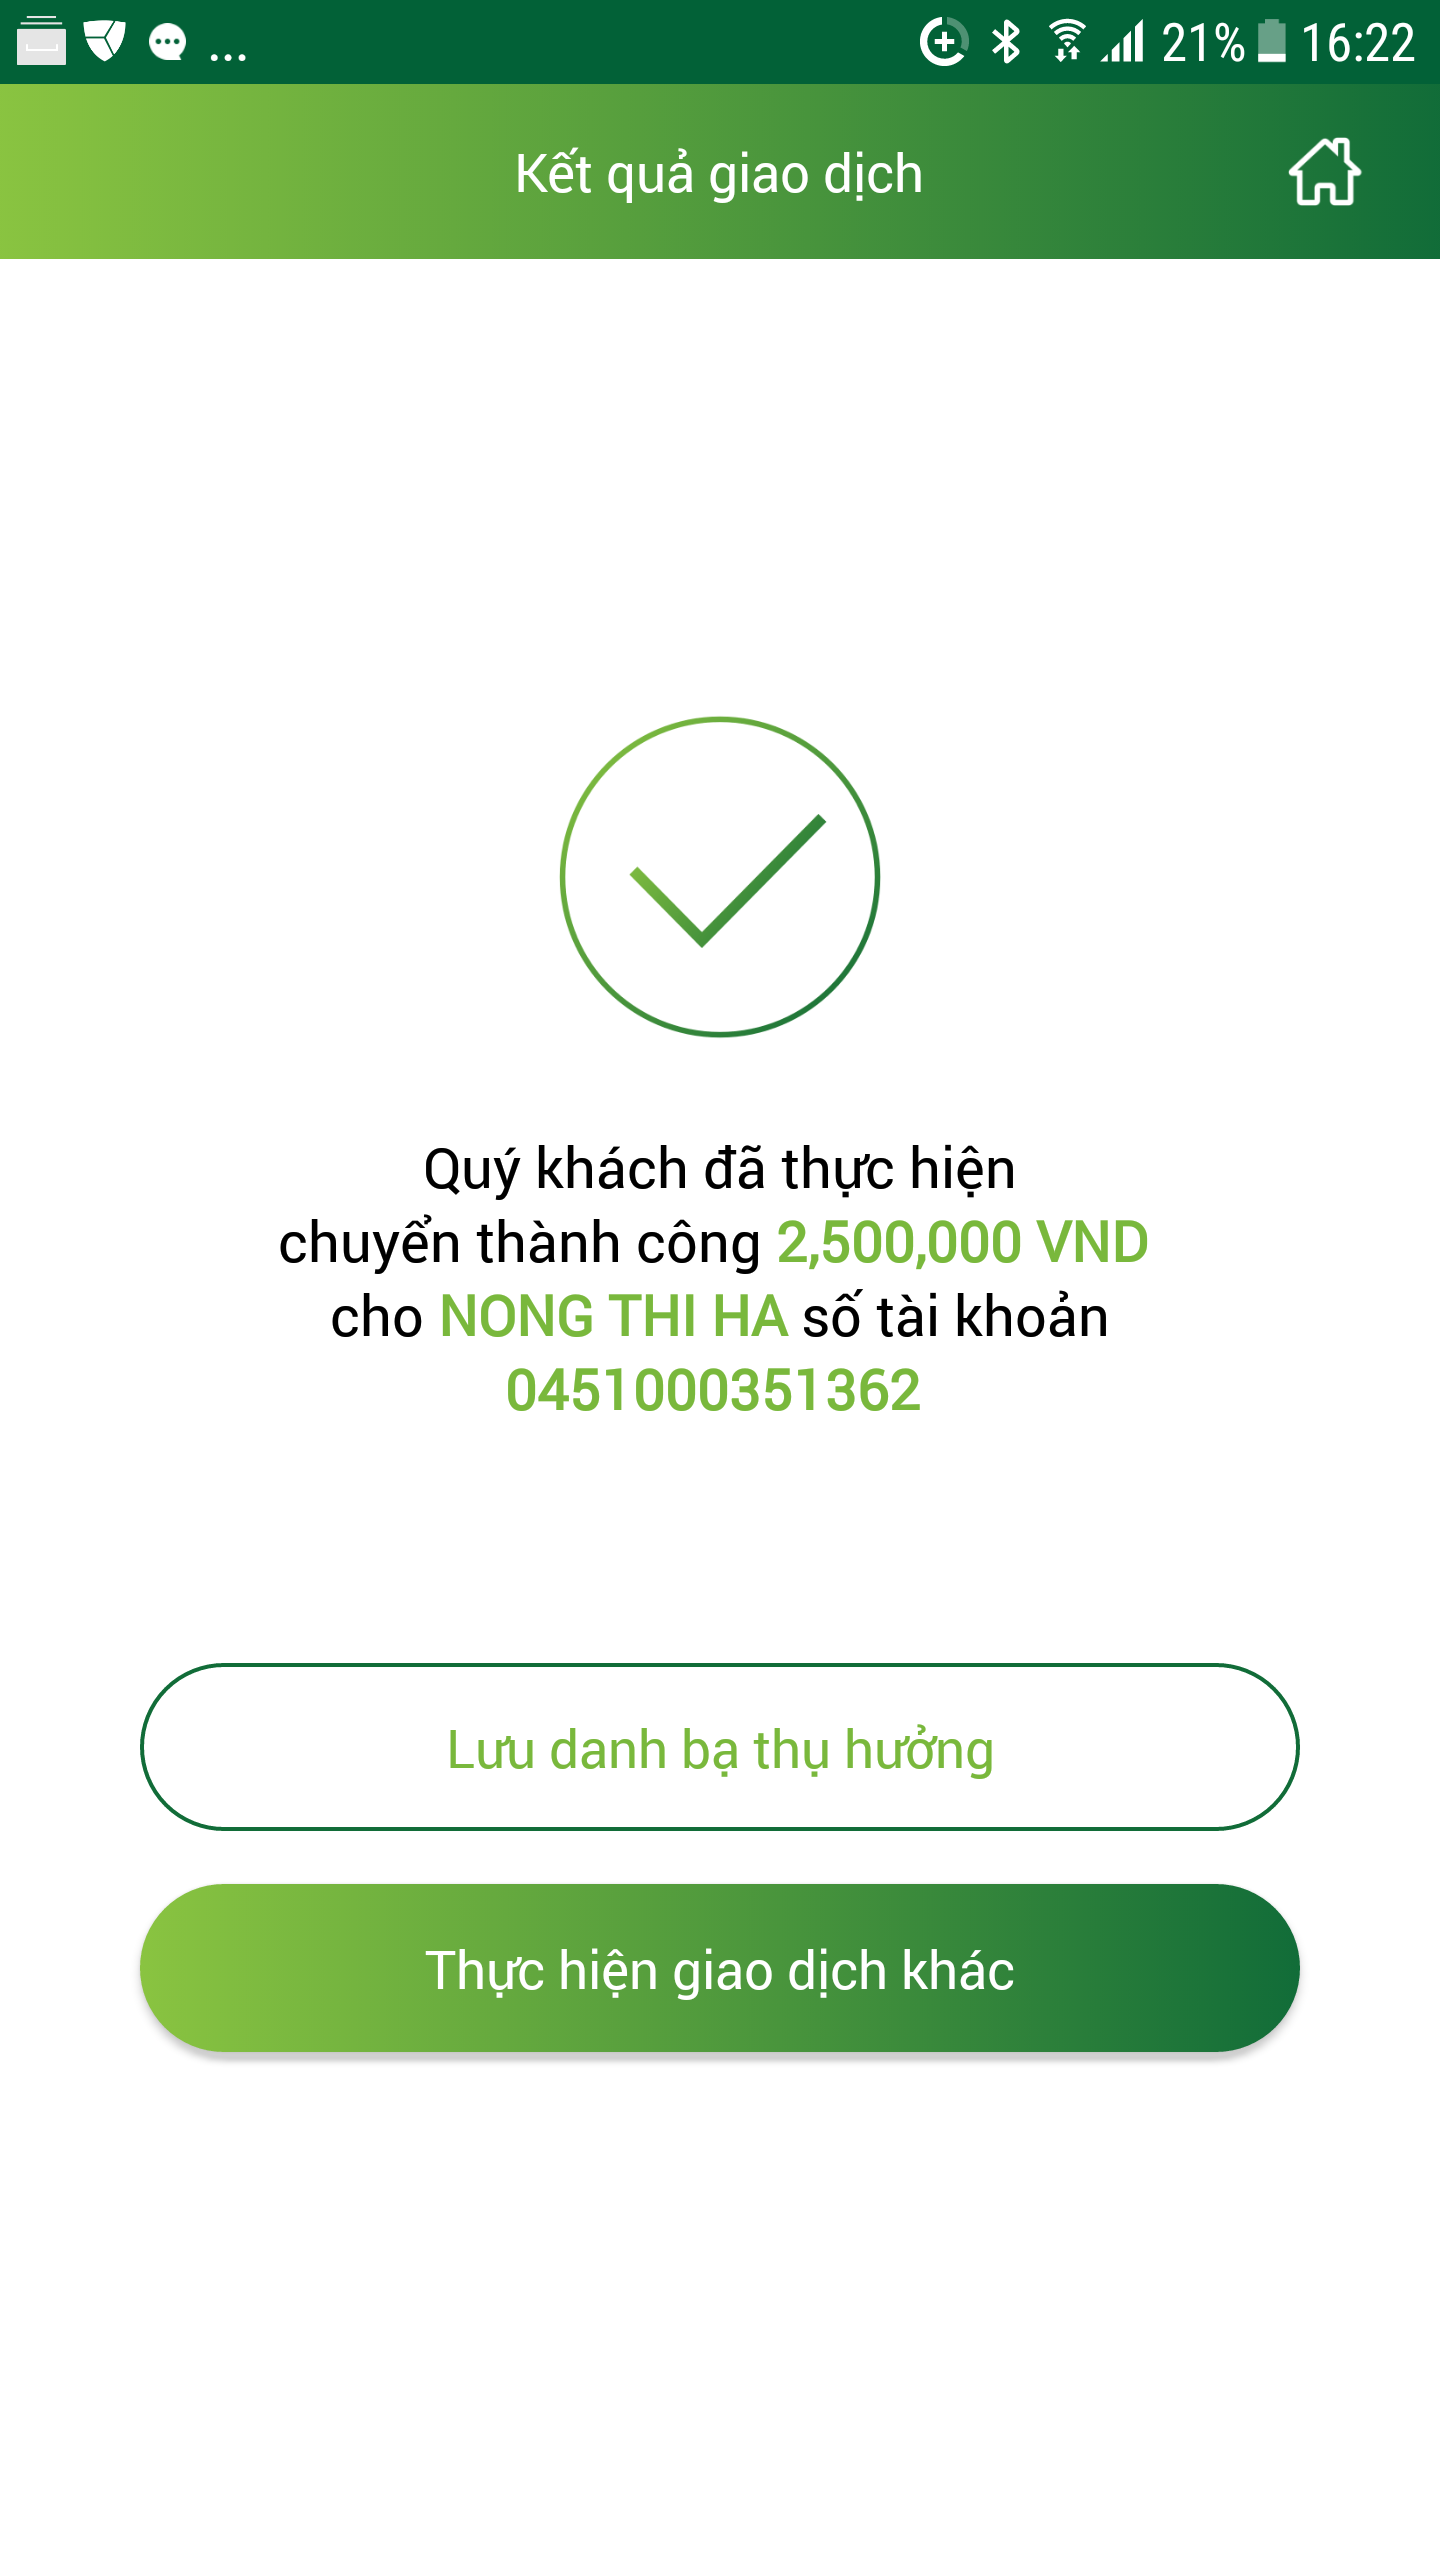 ... 21% 16:22
Kết quả giao dịch
Quý khách đã thực hiện
chuyển thành công 2,500,000 VND
cho NONG THI HA số tài khoản
0451000351362
Lưu danh bạ thụ hưởng
Thực hiện giao dịch khác